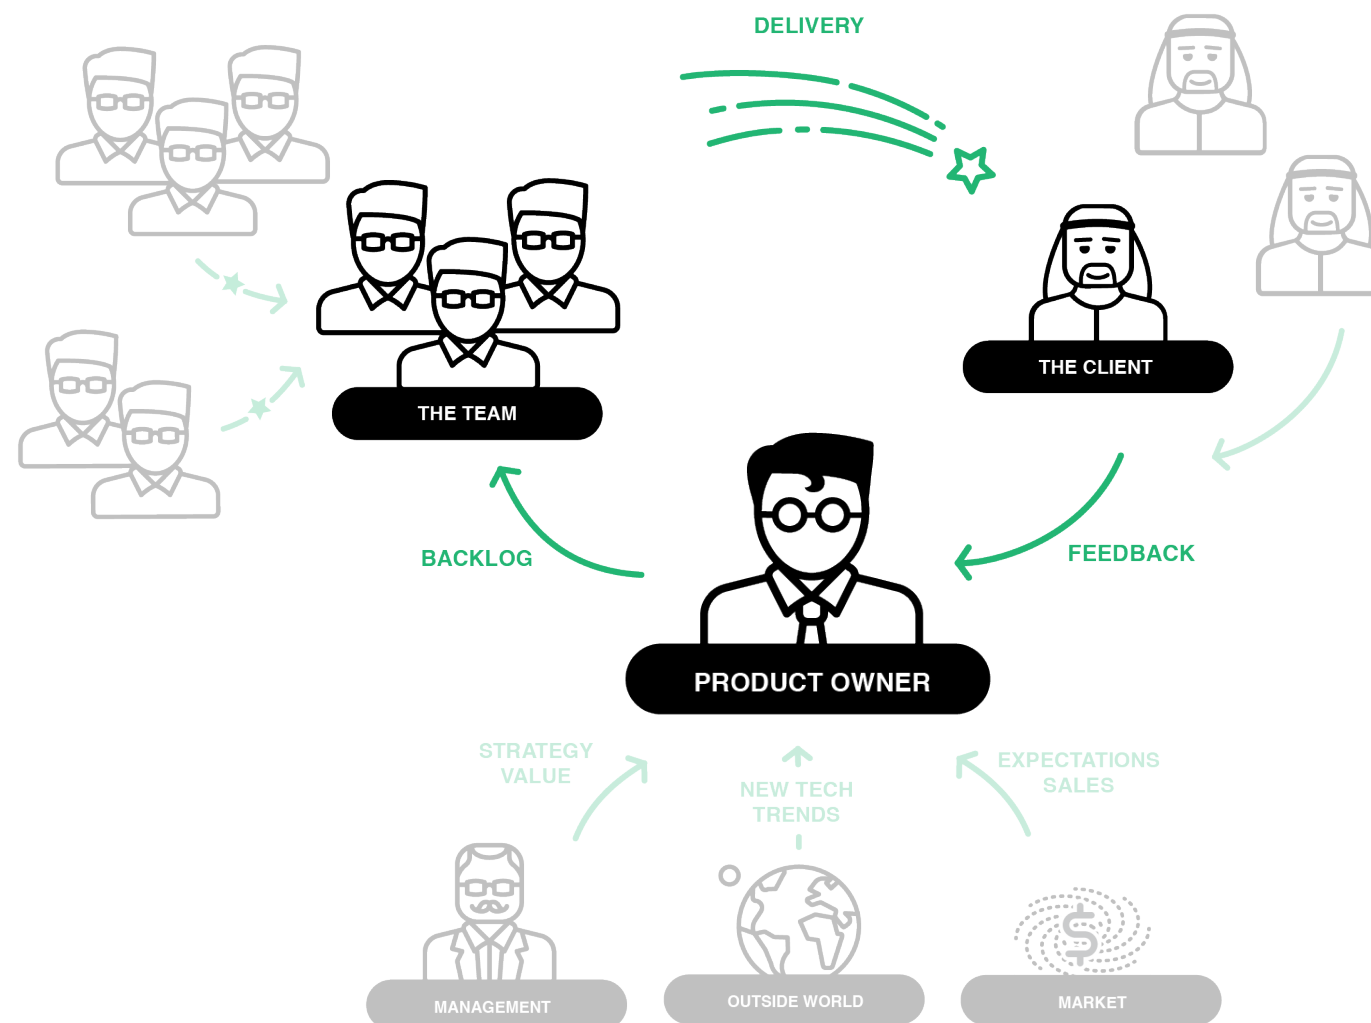 DELIVERY
THE CLIENT
THE TEAM
BACKLOG
FEEDBACK
PRODUCT OWNER
STRATEGY
VALUE
NEW TECH
TRENDS
EXPECTATIONS
SALES
MANAGEMENT
OUTSIDE WORLD
MARKET